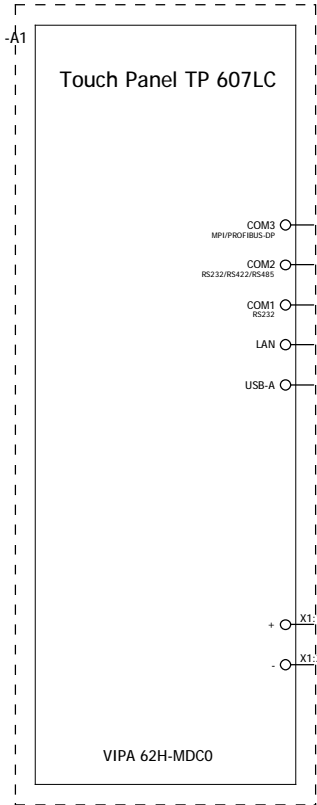 -A1
Touch Panel TP 607LC
COM3
MPI/PROFIBUS-DP
COM2
RS232/RS422/RS485
COM1
RS232
LAN
USB-A
+ X1:
- X1:
VIPA 62H-MDC0